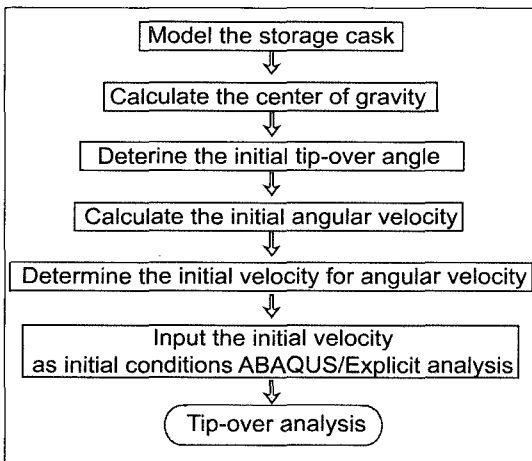 Model the storage cask
Calculate the center of gravity
Deterine the initial tip-over angle
Calculate the initial angular velocity
Determine the initial velocity for angular velocity
Input the initial velocity
as initial conditions ABAQUS/Explicit analysis
Tip-over analysis